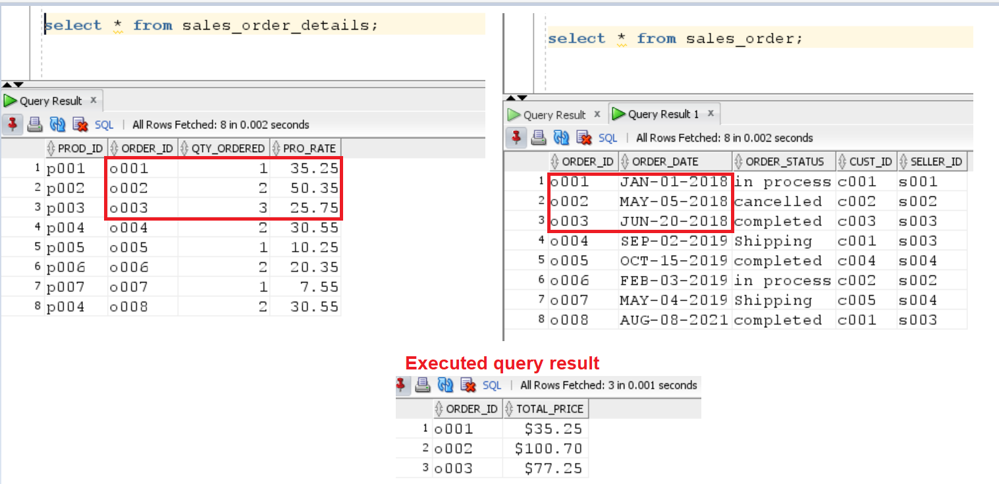 select * from sales_order_details;
Query Result x
SQL | All Rows Fetched: 8 in 0.002 seconds
PROD_ID ORDER_ID QTY_ORDERED PRO_RATE
1 p001 o001 1 35.25
2 p002 o002 2 50.35
3 p003 o003 3 25.75
4 p004 o004 2 30.55
5 p005 o005 1 10.25
6 p006 o006 2 20.35
7 p007 o007 1 7.55
8 p004 o008 2 30.55
select * from sales_order;
Query Result x Query Result 1 x
SQL | All Rows Fetched: 8 in 0.002 seconds
ORDER_ID ORDER_DATE ORDER_STATUS CUST_ID SELLER_ID
1 o001 JAN-01-2018 in process c001 s001
2 o002 MAY-05-2018 cancelled c002 s002
3 o003 JUN-20-2018 completed c003 s003
4 o004 SEP-02-2019 Shipping c001 s003
5 o005 OCT-15-2019 completed c004 s004
6 o006 FEB-03-2019 in process c002 s002
7 o007 MAY-04-2019 Shipping c005 s004
8 o008 AUG-08-2021 completed c001 s003
Executed query result
SQL | All Rows Fetched: 3 in 0.001 seconds
ORDER_ID TOTAL_PRICE
1 o001 $35.25
2 o002 $100.70
3 o003 $77.25